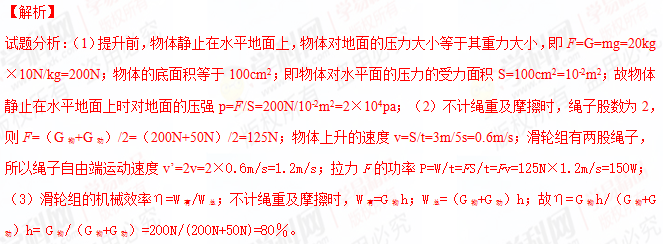 【解析】
试题分析：（1）提升前，物体静止在水平地面上，物体对地面的压力大小等于其重力大小，即 F=G=mg=20kg
×10N/kg=200N；物体的底面积等于 100cm²；即物体对水平面的压力的受力面积 S=100cm²=10⁻²m²；故物体
静止在水平地面上时对地面的压强 p=F/S=200N/10⁻²m²=2×10⁴pa；（2）不计绳重及摩擦时，绳子股数为 2，
则 F=（G物+G动）/2=（200N+50N）/2=125N；物体上升的速度 v=S/t=3m/5s=0.6m/s；滑轮组有两股绳子，
所以绳子自由端运动速度 v’=2v=2×0.6m/s=1.2m/s；拉力 F 的功率 P=W/t=FS/t=Fv=125N×1.2m/s=150W；
（3）滑轮组的机械效率η=W有/W总；不计绳重及摩擦时，W有=G物h；W总=（G物+G动）h；故η=G物h/（G物+G
动）h= G物/（G物+G动）=200N/(200N+50N)=80％。